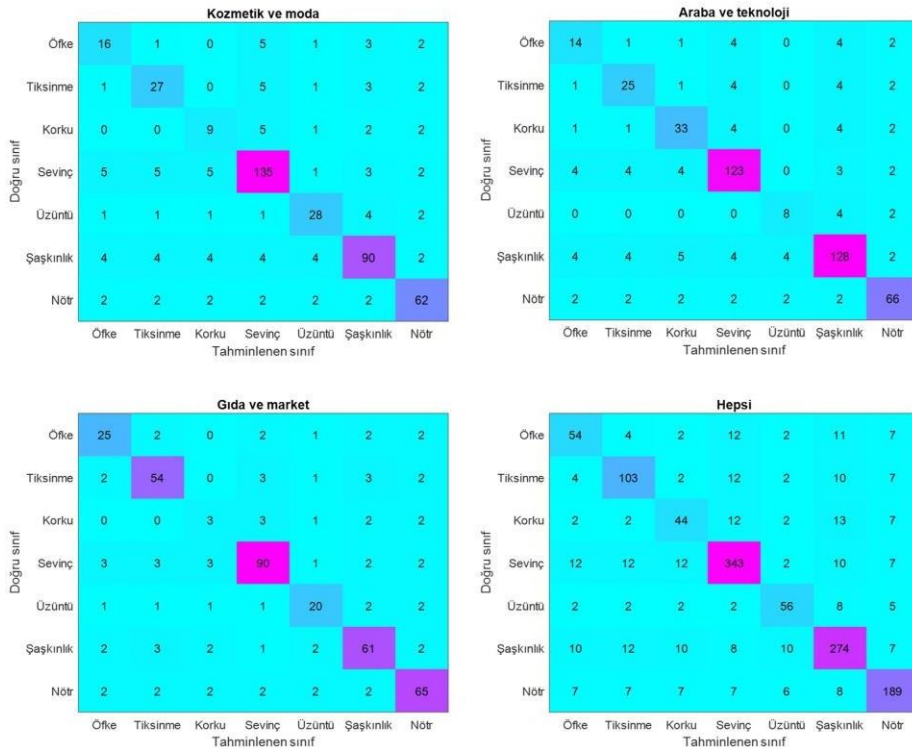 Kozmetik ve moda
Öfke 16 1 0 5 1 3 2
Tiksinme 1 27 0 5 1 3 2
Korku 0 0 9 5 1 2 2
Sevinç 5 5 5 135 1 3 2
Üzüntü 1 1 1 1 28 4 2
Şaşkınlık 4 4 4 4 4 90 2
Nötr 2 2 2 2 2 2 62
Doğru sınıf
Öfke Tiksinme Korku Sevinç Üzüntü Şaşkınlık Nötr
Tahminlenen sınıf
Araba ve teknoloji
Öfke 14 1 1 4 0 4 2
Tiksinme 1 25 1 4 0 4 2
Korku 1 1 33 4 0 4 2
Sevinç 4 4 4 123 0 3 2
Üzüntü 0 0 0 0 8 4 2
Şaşkınlık 4 4 5 4 4 128 2
Nötr 2 2 2 2 2 2 66
Doğru sınıf
Öfke Tiksinme Korku Sevinç Üzüntü Şaşkınlık Nötr
Tahminlenen sınıf
Gıda ve market
Öfke 25 2 0 2 1 2 2
Tiksinme 2 54 0 3 1 3 2
Korku 0 0 3 3 1 2 2
Sevinç 3 3 3 90 1 2 2
Üzüntü 1 1 1 1 20 2 2
Şaşkınlık 2 3 2 1 2 61 2
Nötr 2 2 2 2 2 2 65
Doğru sınıf
Öfke Tiksinme Korku Sevinç Üzüntü Şaşkınlık Nötr
Tahminlenen sınıf
Hepsi
Öfke 54 4 2 12 2 11 7
Tiksinme 4 103 2 12 2 10 7
Korku 2 2 44 12 2 13 7
Sevinç 12 12 12 343 2 10 7
Üzüntü 2 2 2 2 56 8 5
Şaşkınlık 10 12 10 8 10 274 7
Nötr 7 7 7 7 6 8 189
Doğru sınıf
Öfke Tiksinme Korku Sevinç Üzüntü Şaşkınlık Nötr
Tahminlenen sınıf